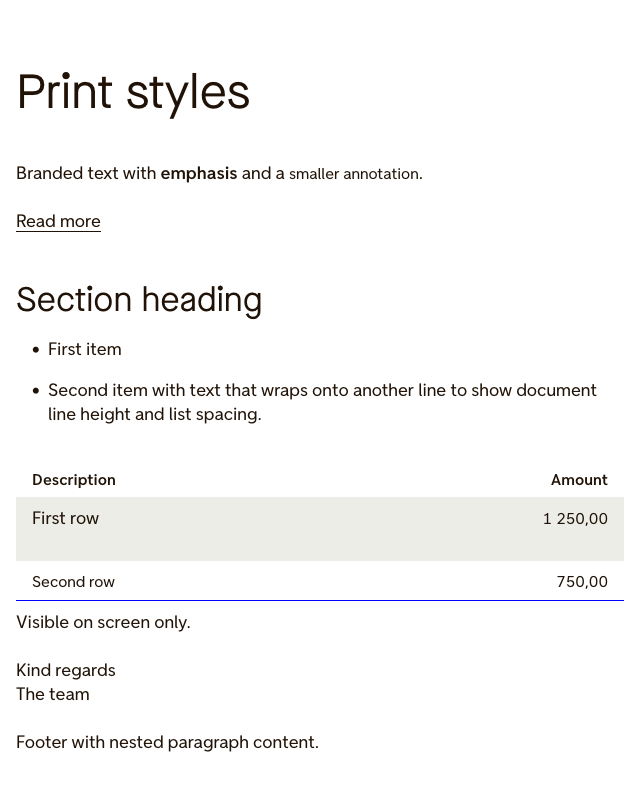 Print styles
Branded text with emphasis and a smaller annotation.
Read more
Section heading
• First item
• Second item with text that wraps onto another line to show document
line height and list spacing.
Description Amount
First row 1 250,00
Second row 750,00
Visible on screen only.
Kind regards
The team
Footer with nested paragraph content.